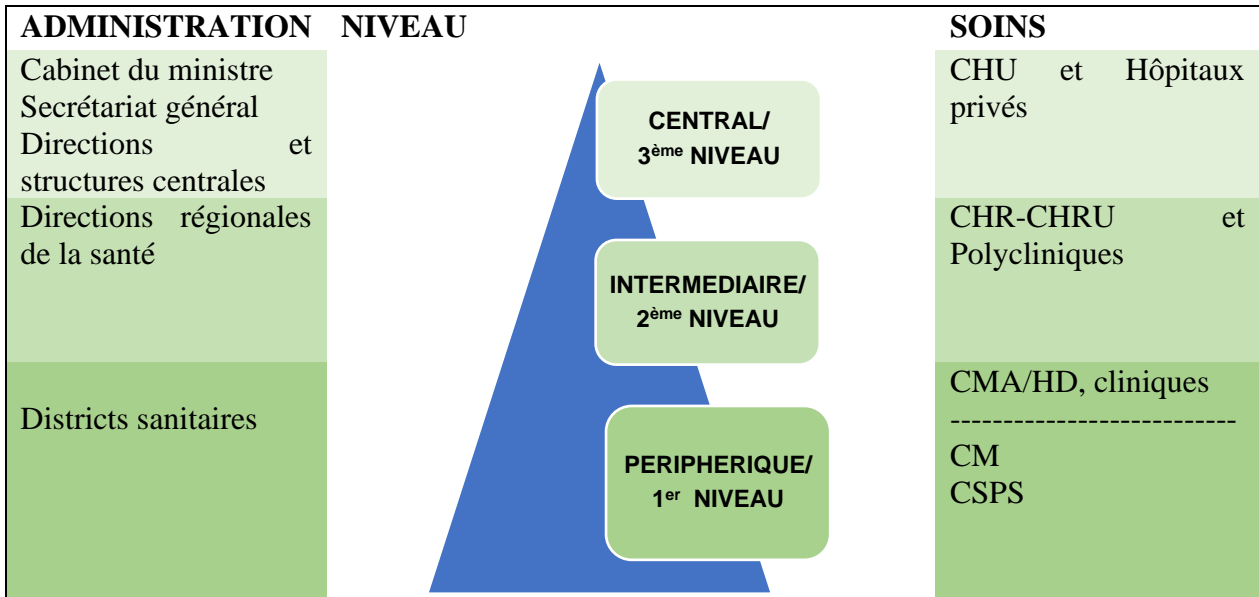 ADMINISTRATION NIVEAU SOINS
Cabinet du ministre
Secrétariat général
Directions et
structures centrales
CENTRAL/
3ème NIVEAU
CHU et Hôpitaux
privés
Directions régionales
de la santé
INTERMEDIAIRE/
2ème NIVEAU
CHR-CHRU et
Polycliniques
Districts sanitaires
PERIPHERIQUE/
1er NIVEAU
CMA/HD, cliniques
--------------------------
CM
CSPS